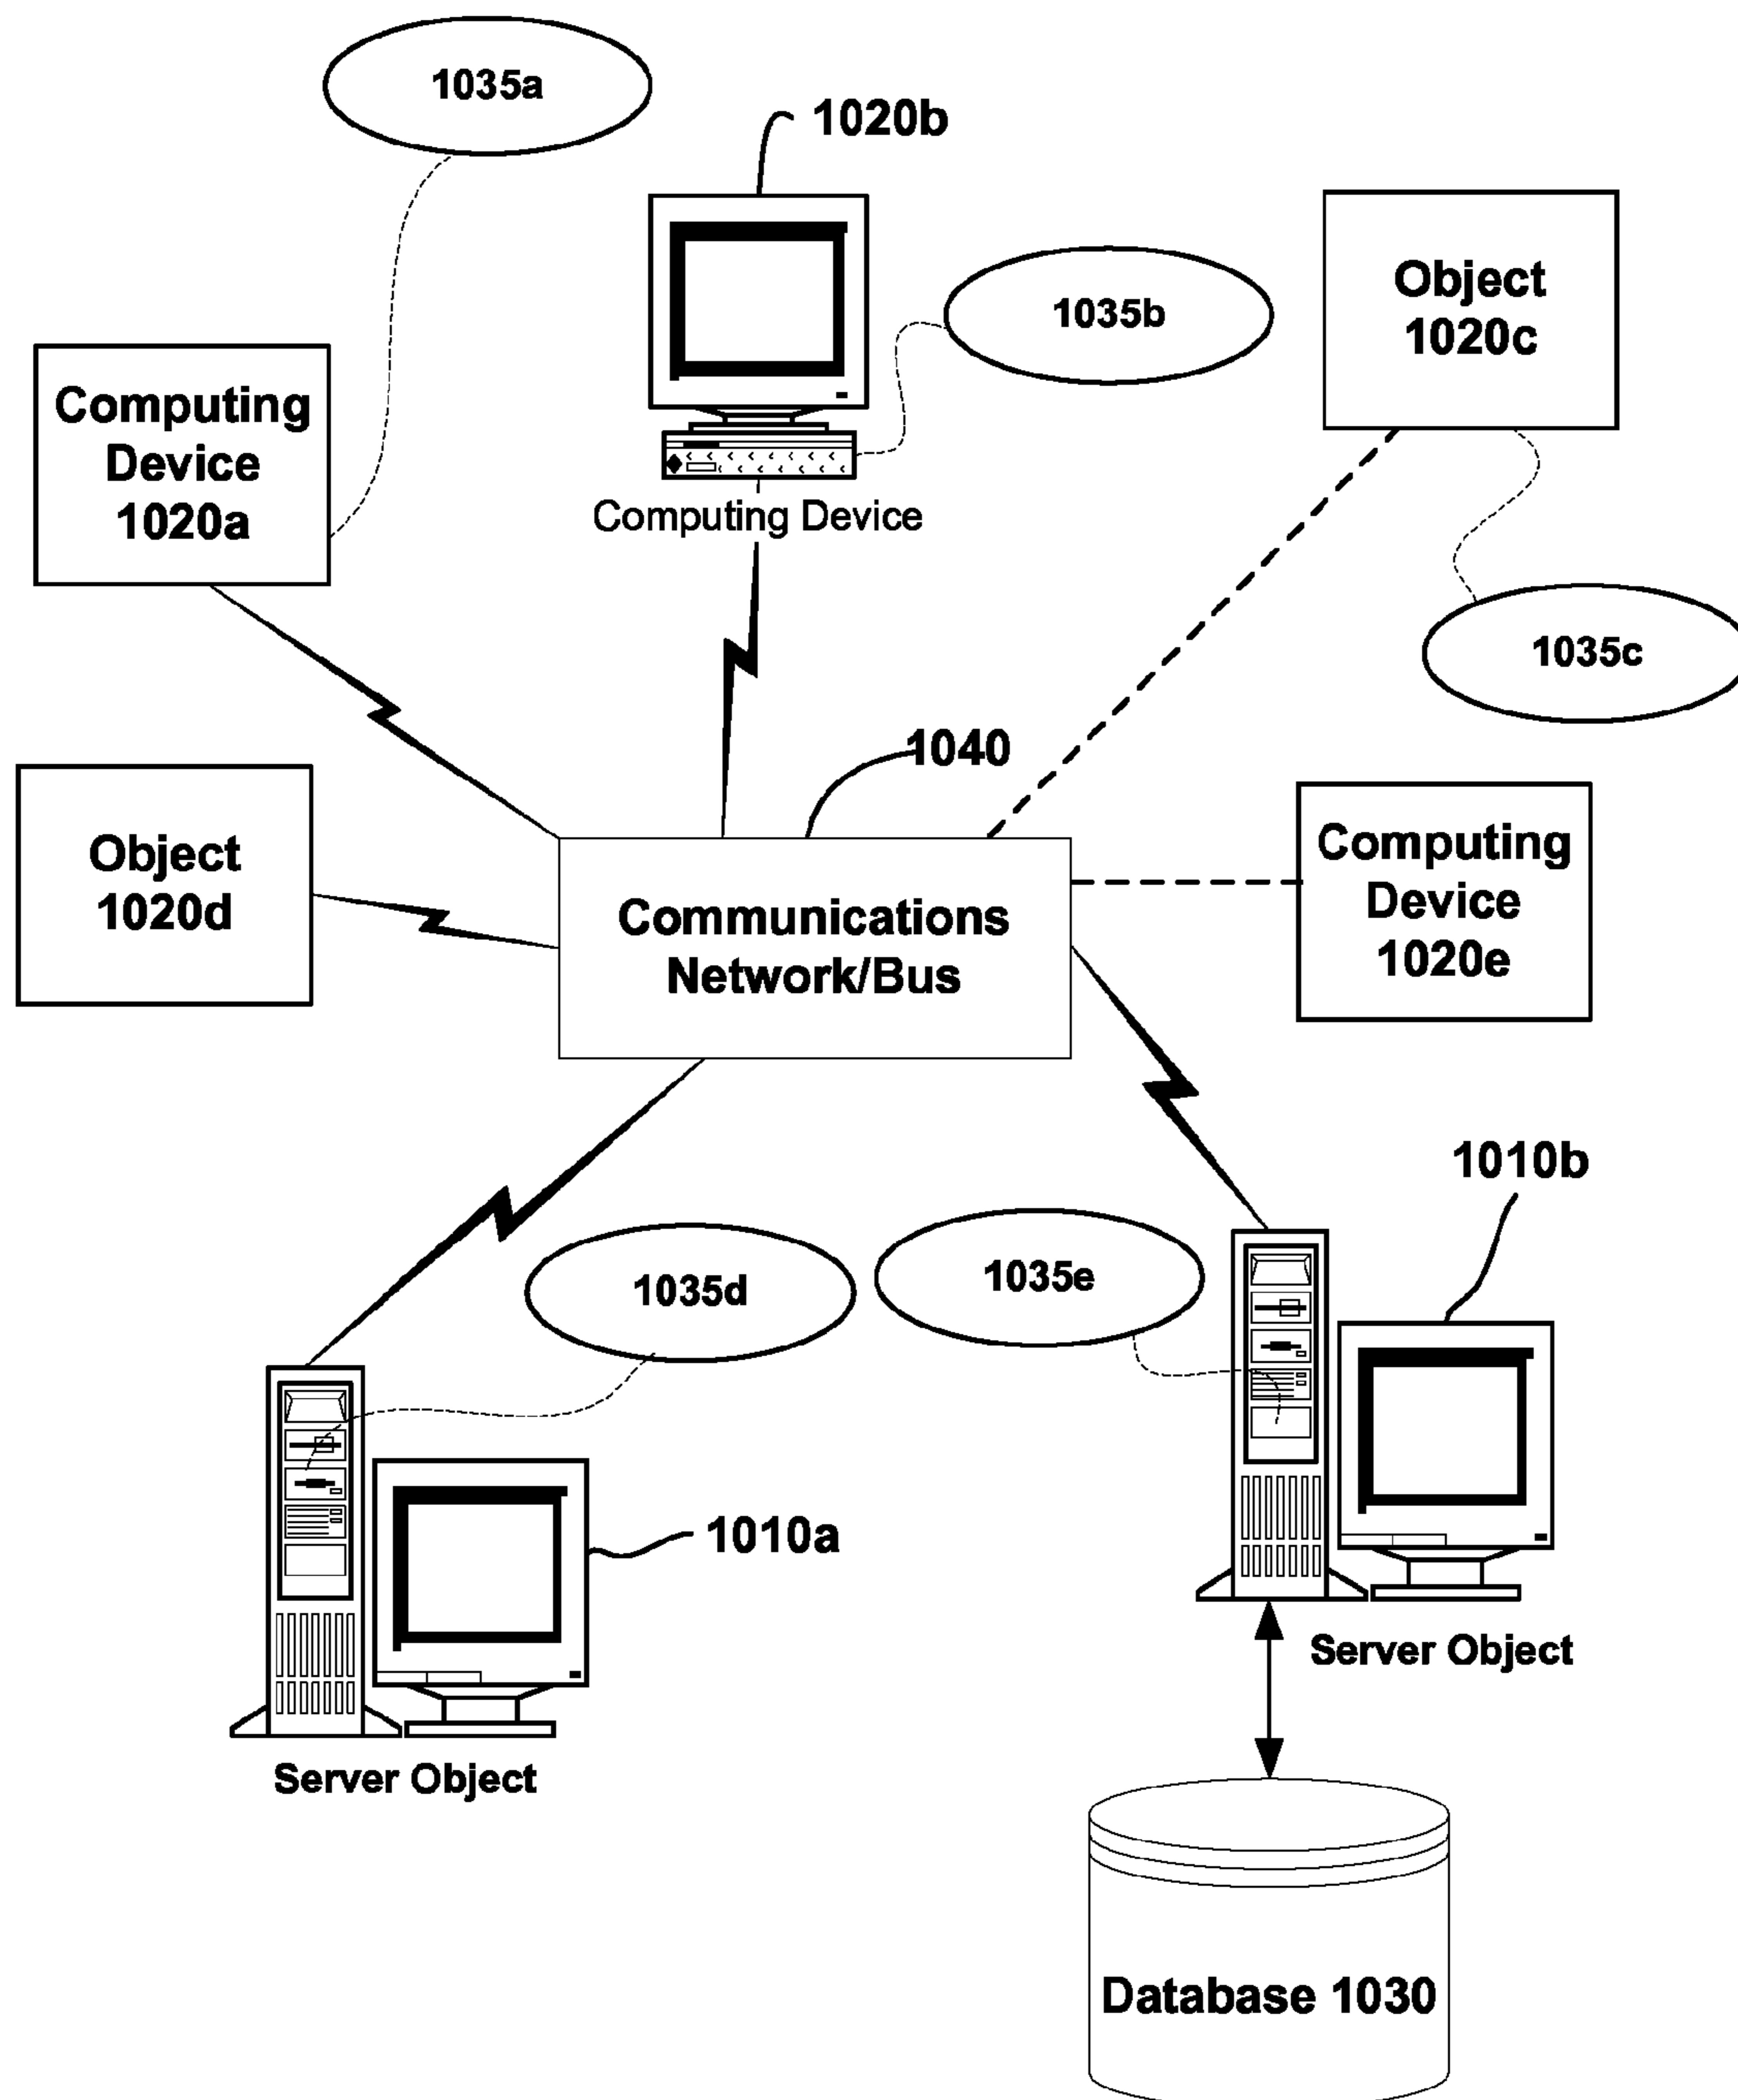 1035a
1020b
1035b
Object
1020c
Computing
Device
1020a
Computing Device
1035c
1040
Object
1020d
Communications
Network/Bus
Computing
Device
1020e
1010b
1035d
1035e
1010a
Server Object
Server Object
Database 1030